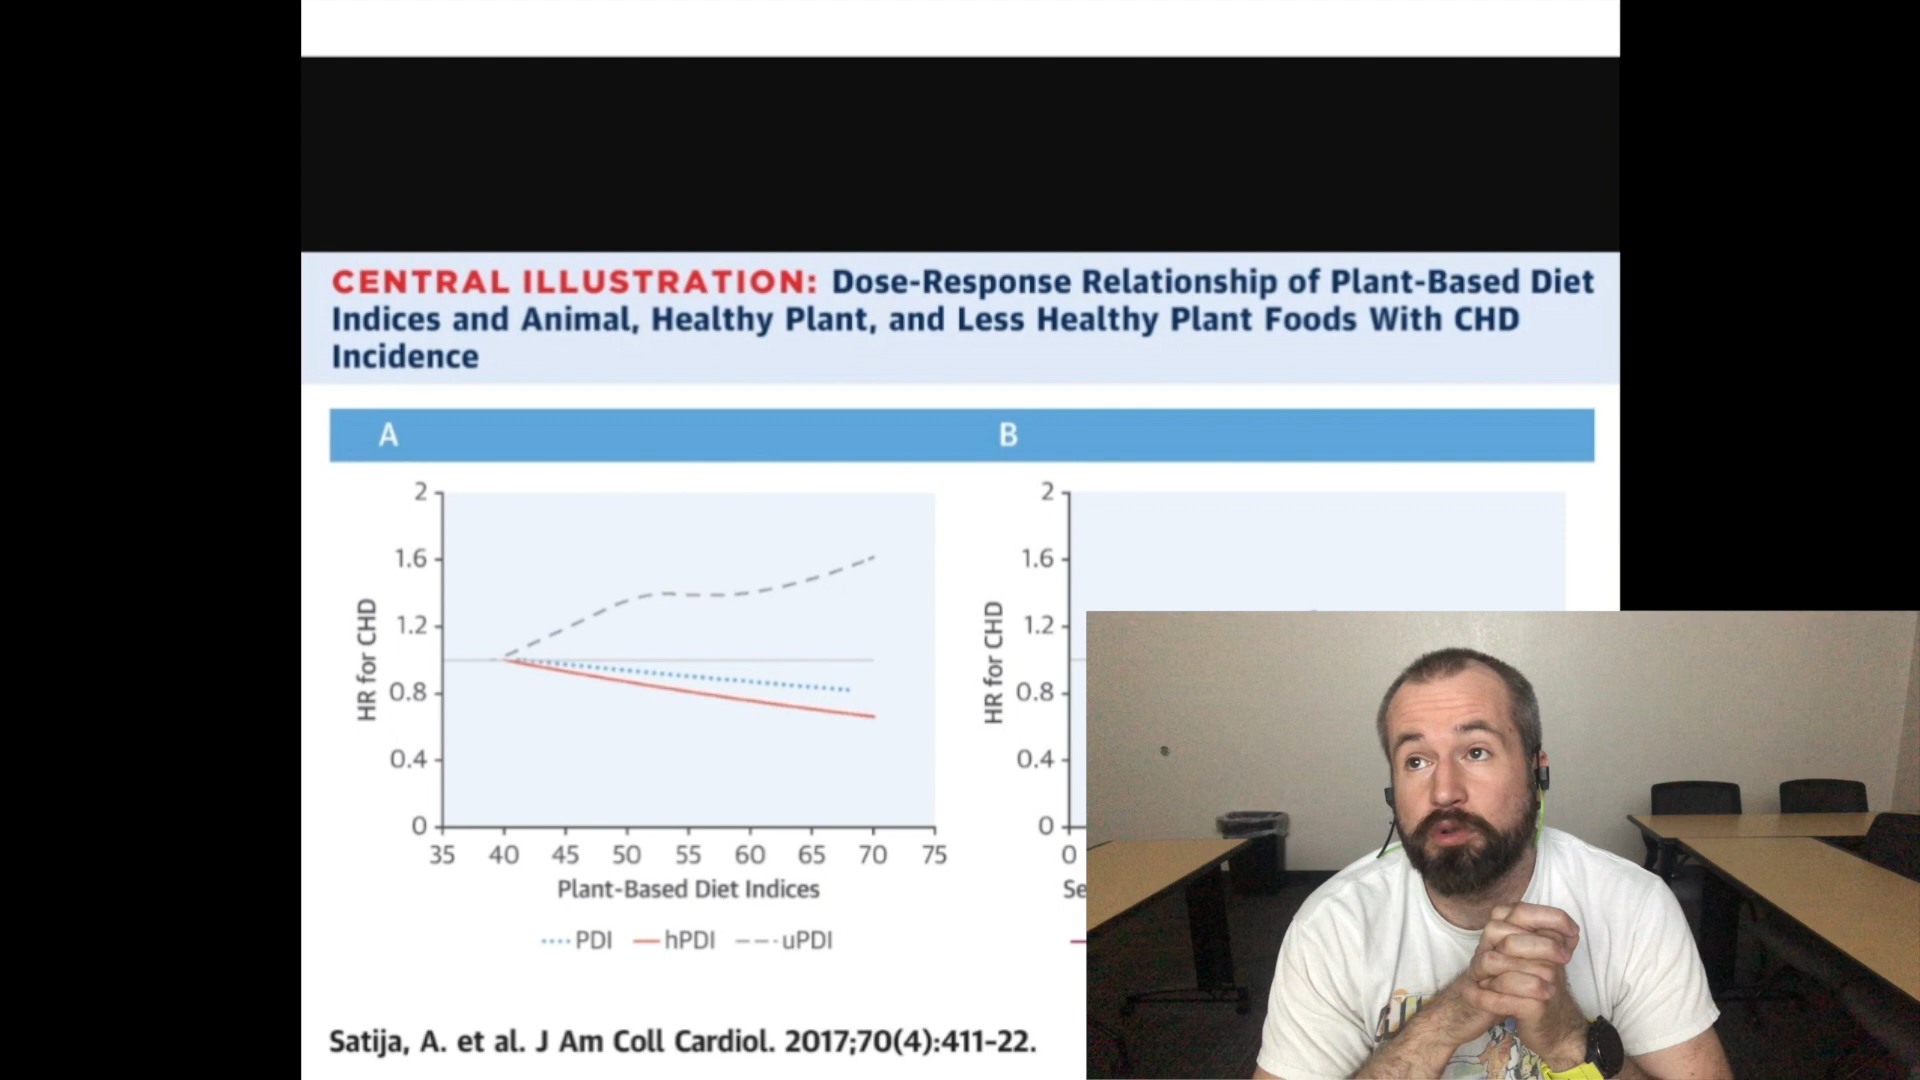 CENTRAL ILLUSTRATION: Dose-Response Relationship of Plant-Based Diet
Indices and Animal, Healthy Plant, and Less Healthy Plant Foods With CHD
Incidence
A
B
2
1.6
1.2
0.8
0.4
0
HR for CHD
35 40 45 50 55 60 65 70 75
Plant-Based Diet Indices
PDI hPDI uPDI
2
1.6
1.2
0.8
0.4
0
HR for CHD
0
Se
Satija, A. et al. J Am Coll Cardiol. 2017;70(4):411-22.